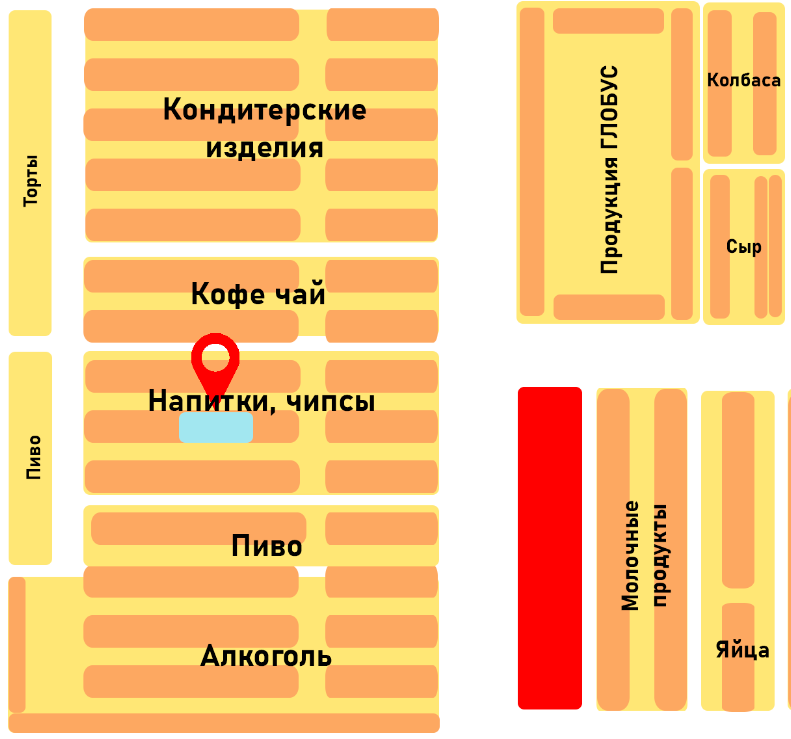 Торты
Кондитерские
изделия
Кофе чай
Напитки, чипсы
Пиво
Пиво
Алкоголь
Продукция ГЛОБУС
Колбаса
Сыр
Молочные
продукты
Яйца